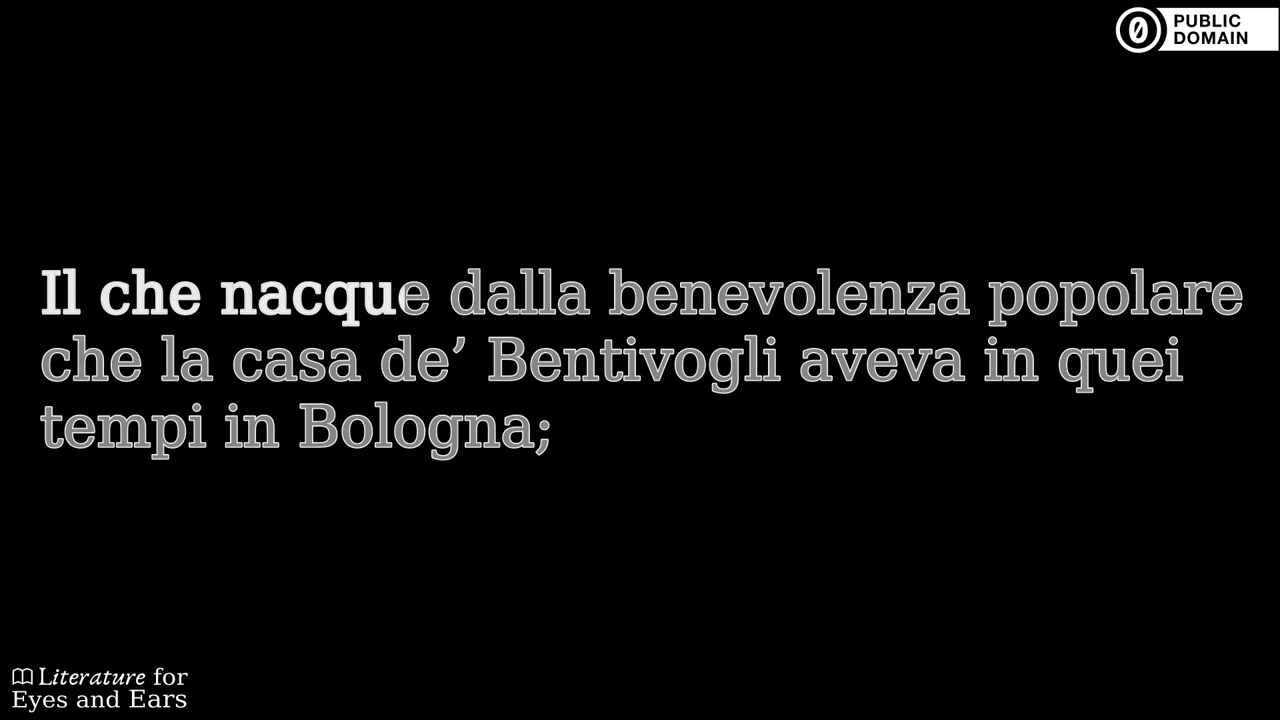 PUBLIC
DOMAIN
Il che nacque dalla benevolenza popolare
che la casa de’ Bentivogli aveva in quei
tempi in Bologna;
Literature for
Eyes and Ears